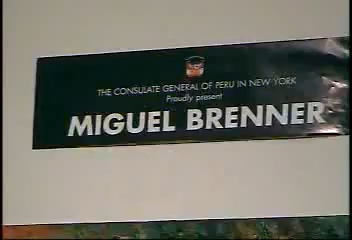 THE CONSULATE GENERAL OF PERU IN NEW YORK
Proudly present
MIGUEL BRENNER